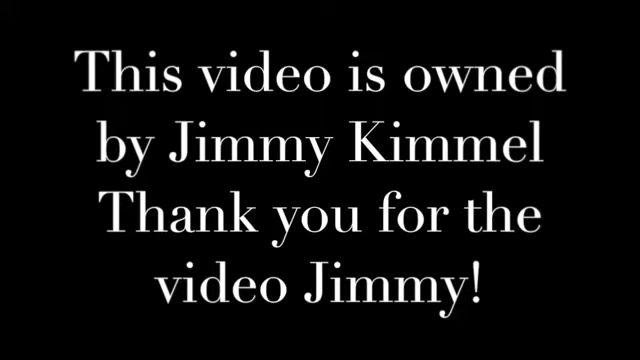 This video is owned
by Jimmy Kimmel
Thank you for the
video Jimmy!